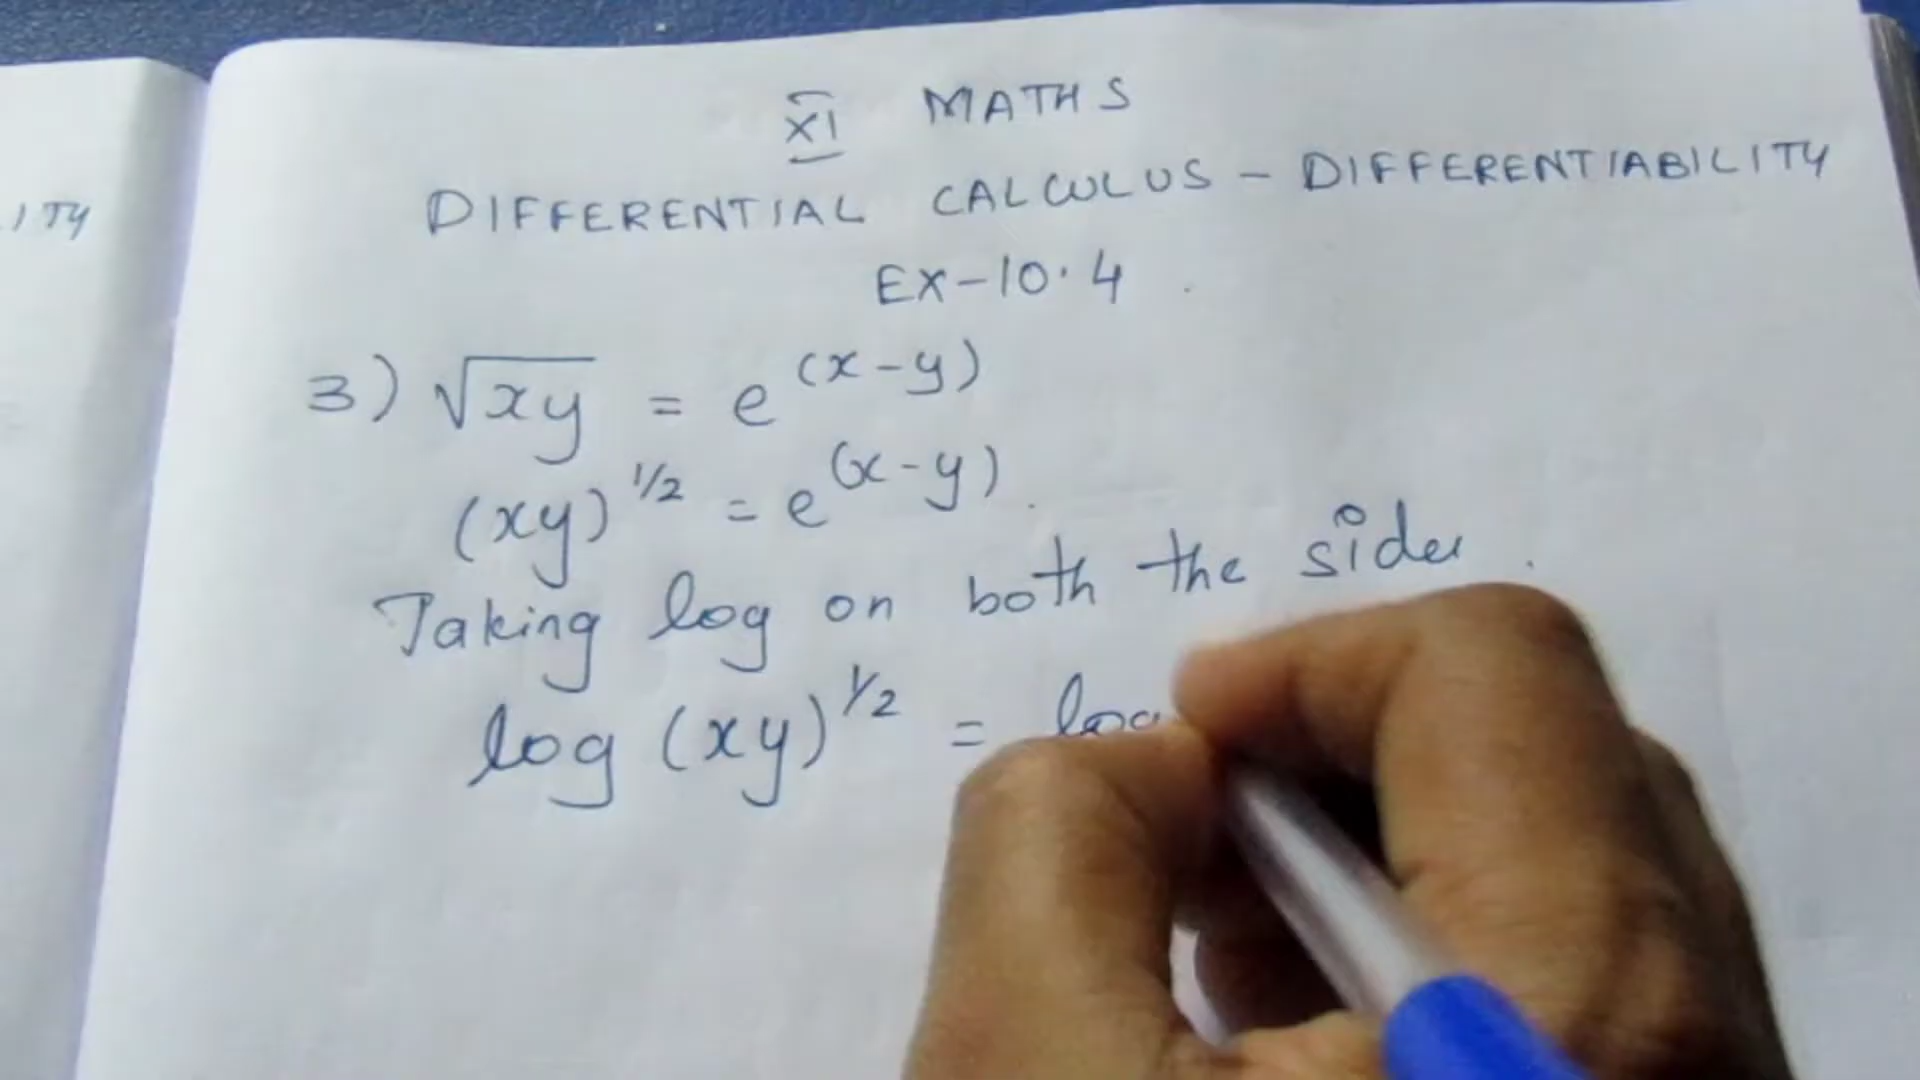 ITY
XI MATHS
DIFFERENTIAL CALCULUS - DIFFERENTIABILITY
EX-10.4
3) √xy = e^(x-y)
(xy)^1/2 = e^(x-y)
Taking log on both the sides.
log (xy)^1/2 = log